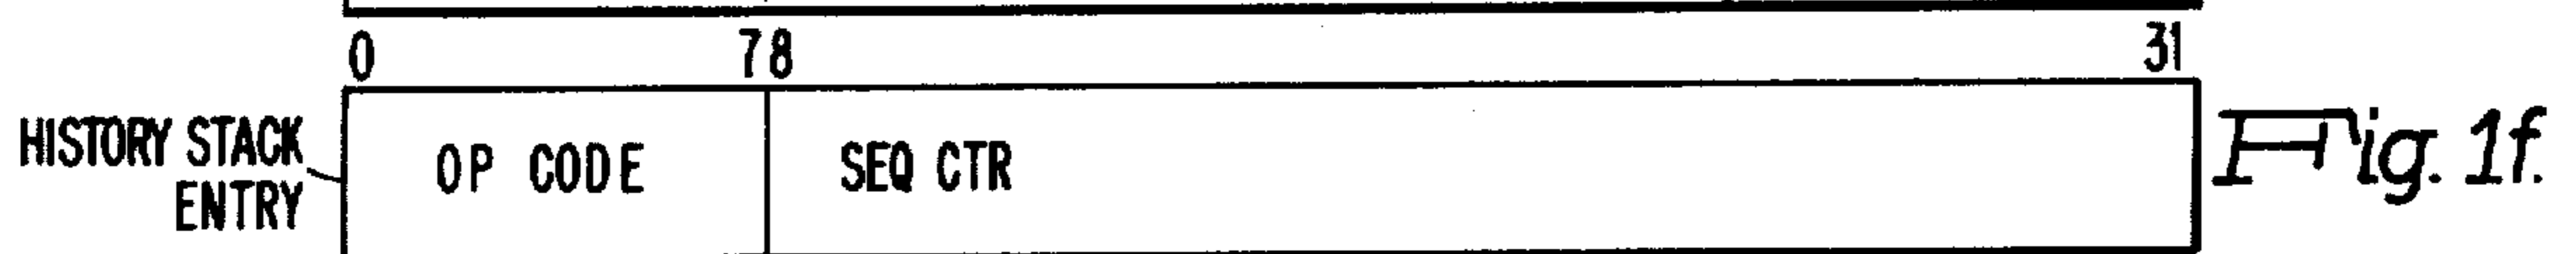 0 78 31
HISTORY STACK
ENTRY
OP CODE SEQ CTR
Fig. 1f.